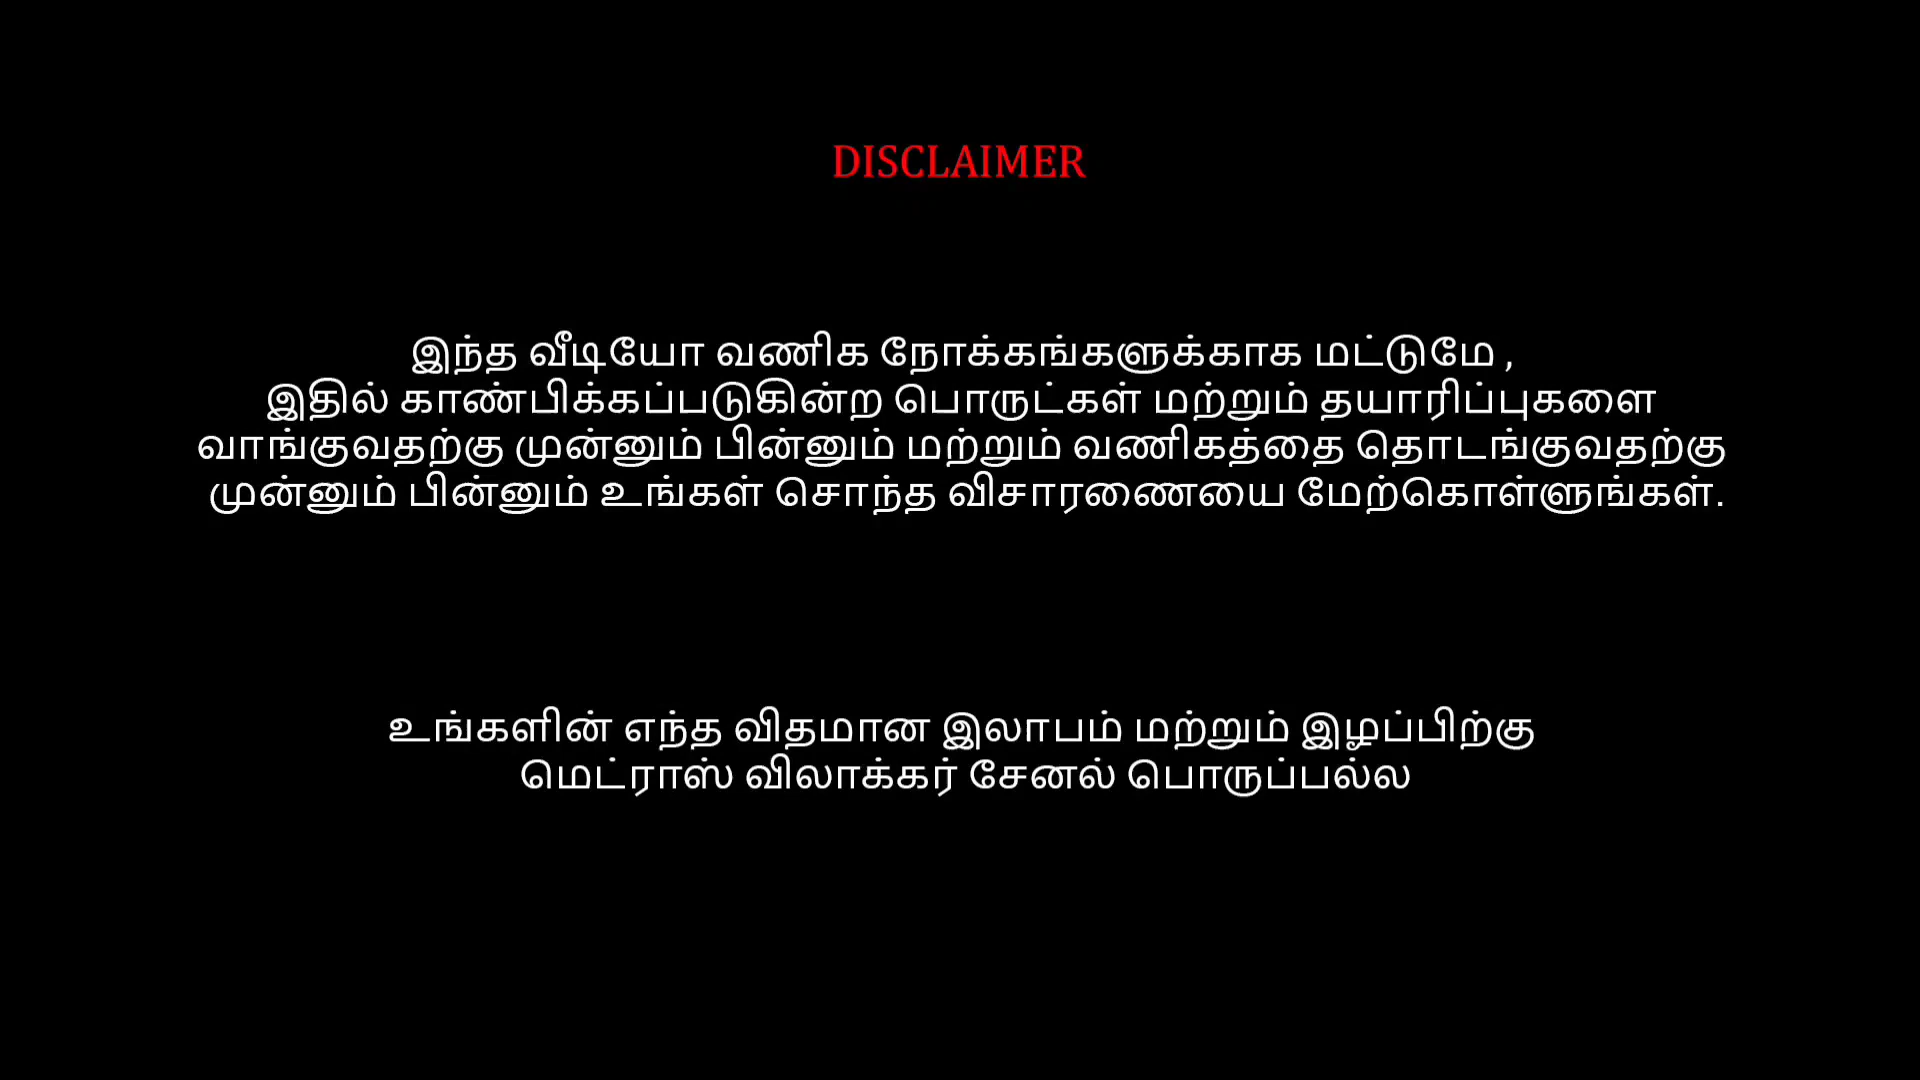 DISCLAIMER
இந்த வீடியோ வணிக நோக்கங்களுக்காக மட்டுமே ,
இதில் காண்பிக்கப்படுகின்ற பொருட்கள் மற்றும் தயாரிப்புகளை
வாங்குவதற்கு முன்னும் பின்னும் மற்றும் வணிகத்தை தொடங்குவதற்கு
முன்னும் பின்னும் உங்கள் சொந்த விசாரணையை மேற்கொள்ளுங்கள்.
உங்களின் எந்த விதமான இலாபம் மற்றும் இழப்பிற்கு
மெட்ராஸ் விலாக்கர் சேனல் பொருப்பல்ல